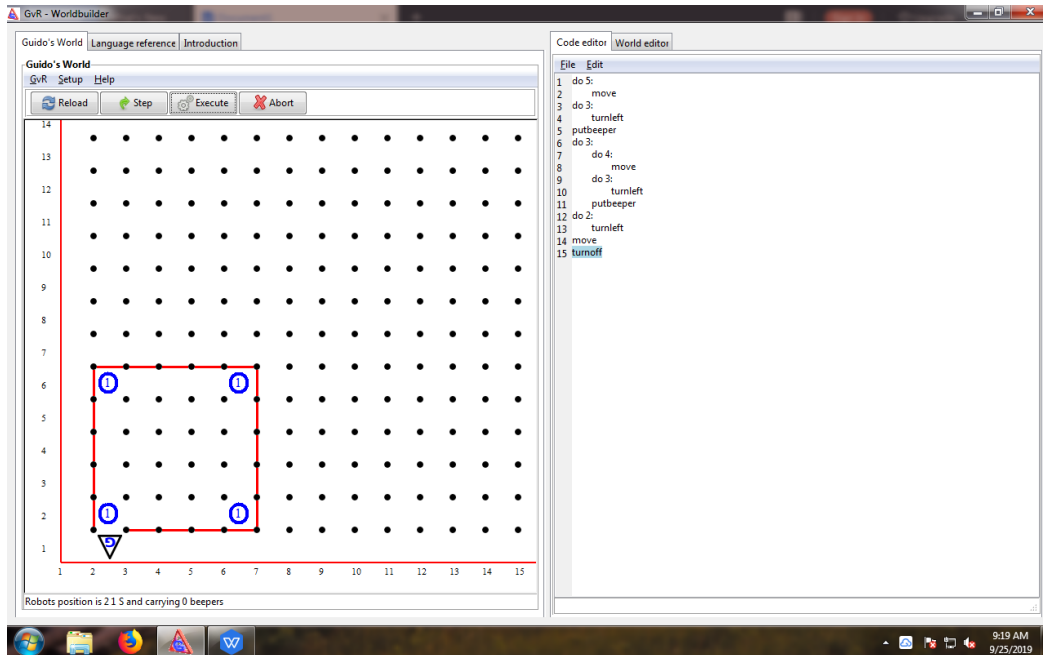 GvR - Worldbuilder
Guido's World Language reference Introduction
Guido's World
GvR Setup Help
Reload Step Execute Abort
14
13
12
11
10
9
8
7
6
5
4
3
2
1
1 1
1 1
G
1 2 3 4 5 6 7 8 9 10 11 12 13 14 15
Robots position is 2 1 S and carrying 0 beepers
Code editor World editor
File Edit
1 do 5:
2 move
3 do 3:
4 turnleft
5 putbeeper
6 do 3:
7 do 4:
8 move
9 do 3:
10 turnleft
11 putbeeper
12 do 2:
13 turnleft
14 move
15 turnoff
W
9:19 AM
9/25/2019